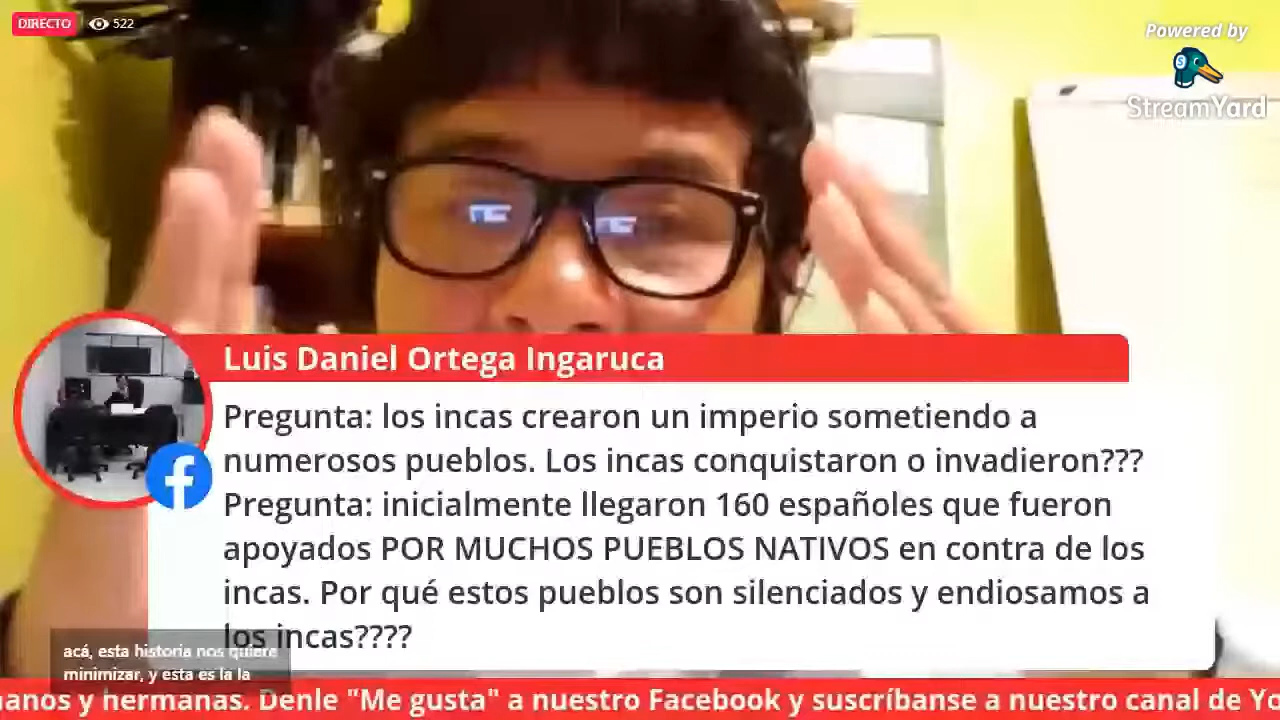 DIRECTO 522
Powered by
StreamYard
Luís Daniel Ortega Ingaruca
Pregunta: los incas crearon un imperio sometiendo a
numerosos pueblos. Los incas conquistaron o invadieron???
Pregunta: inicialmente llegaron 160 españoles que fueron
apoyados POR MUCHOS PUEBLOS NATIVOS en contra de los
incas. Por qué estos pueblos son silenciados y endiosamos a
los incas????
acá, esta historia nos quiere
minimizar, y esta es la la
anos y hermanas. Denle "Me gusta" a nuestro Facebook y suscríbanse a nuestro canal de Yo